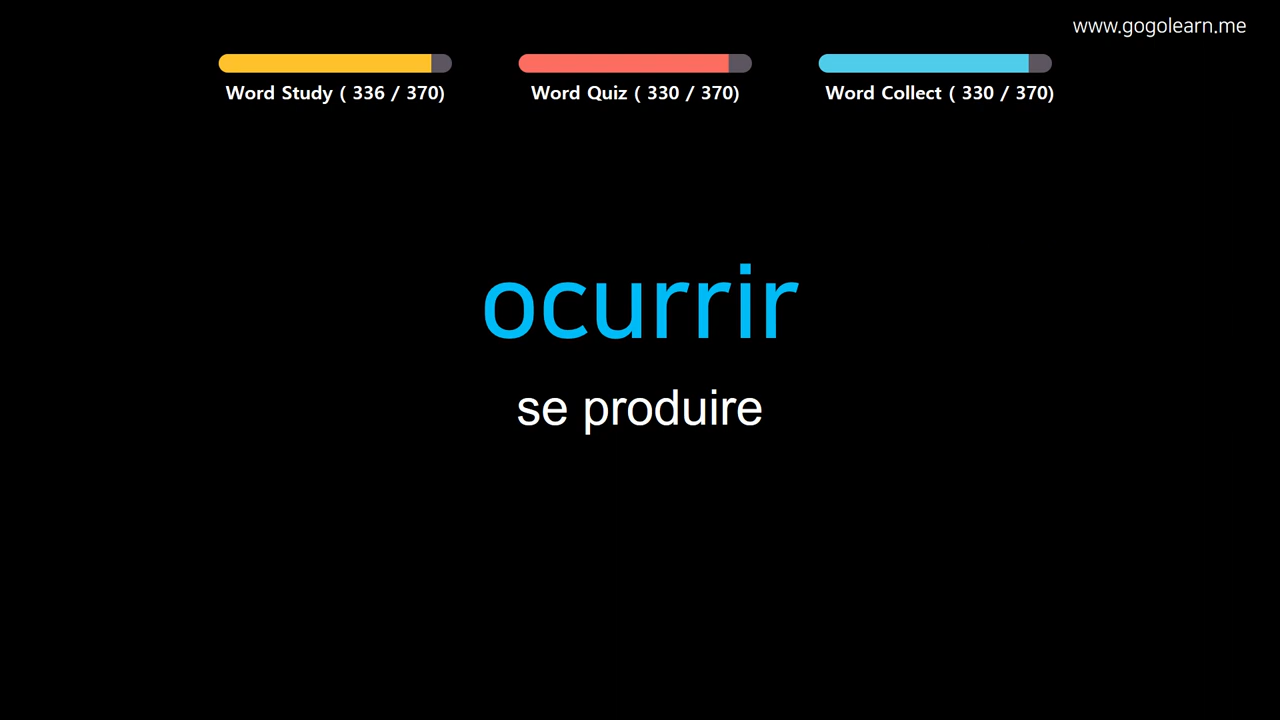 www.gogolearn.me
Word Study ( 336 / 370)
Word Quiz ( 330 / 370)
Word Collect ( 330 / 370)
ocurrir
se produire